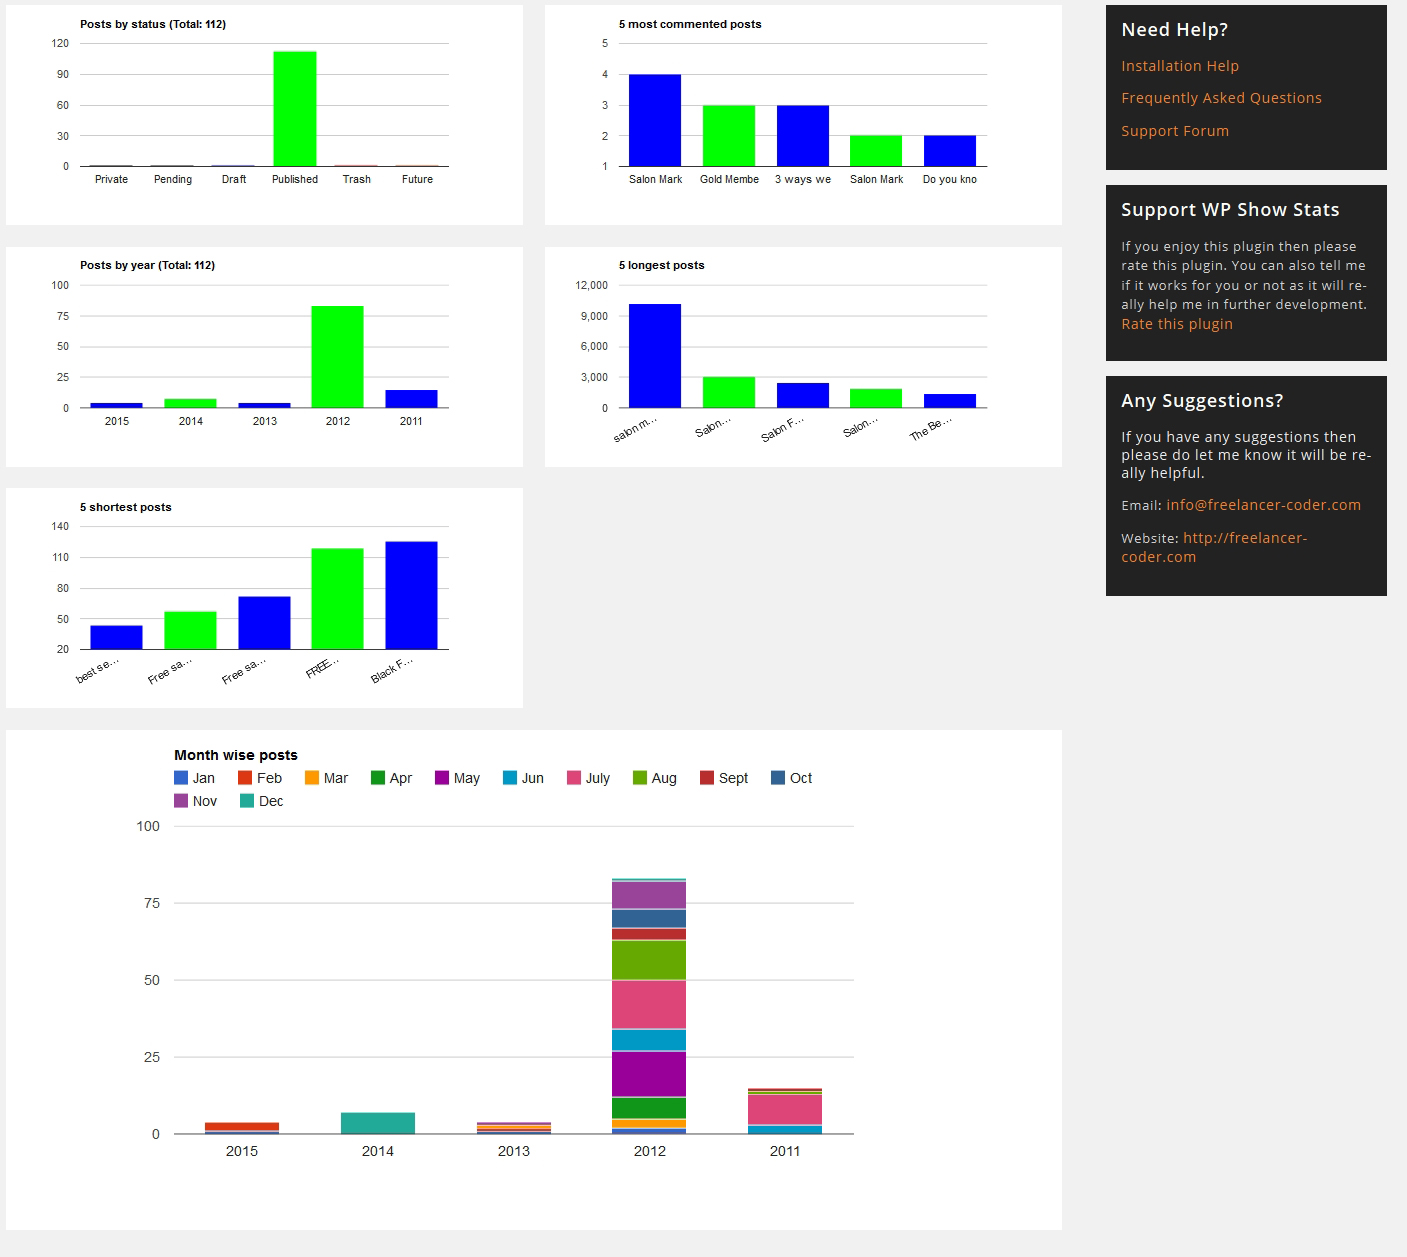 Posts by status (Total: 112)
120
90
60
30
0
Private Pending Draft Published Trash Future
5 most commented posts
5
4
3
2
1
Salon Mark Gold Membe 3 ways we Salon Mark Do you kno
Posts by year (Total: 112)
100
75
50
25
0
2015 2014 2013 2012 2011
5 longest posts
12,000
9,000
6,000
3,000
0
salon m... Salon... Salon F... Salon... The Be...
5 shortest posts
140
110
80
50
20
best se... Free sa... Free sa... FREE... Black F...
Month wise posts
Jan Feb Mar Apr May Jun July Aug Sept Oct
Nov Dec
100
75
50
25
0
2015 2014 2013 2012 2011
Need Help?
Installation Help
Frequently Asked Questions
Support Forum
Support WP Show Stats
If you enjoy this plugin then please
rate this plugin. You can also tell me
if it works for you or not as it will re-
ally help me in further development.
Rate this plugin
Any Suggestions?
If you have any suggestions then
please do let me know it will be re-
ally helpful.
Email: info@freelancer-coder.com
Website: http://freelancer-
coder.com